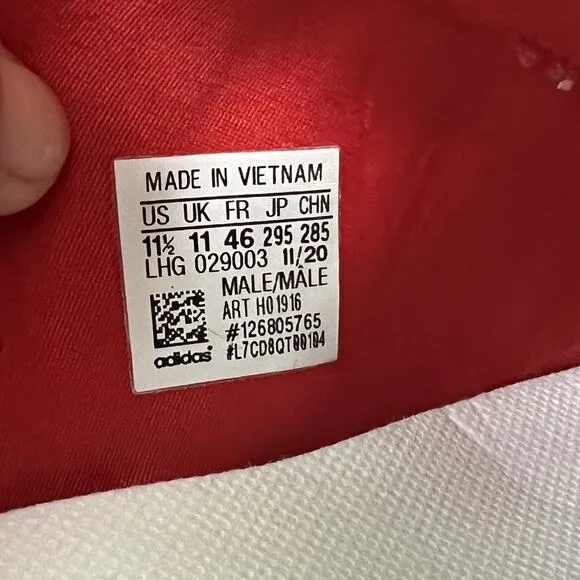 MADE IN VIETNAM
US UK FR JP CHN
11½ 11 46 295 285
LHG 029003 11/20
MALE/MÂLE
ART H01916
#126805765
#L7CD8QT00104
adidas